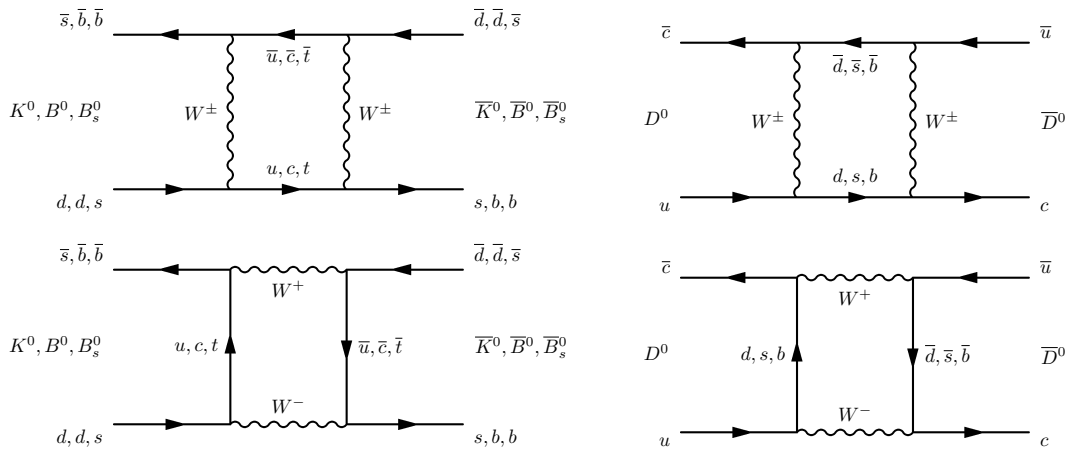 s̅, b̅, b̅
d̅, d̅, s̅
u̅, c̅, t̅
K⁰, B⁰, B⁰ₛ
W±
W±
K̅⁰, B̅⁰, B̅⁰ₛ
u, c, t
d, d, s
s, b, b
c̅
u̅
d̅, s̅, b̅
D⁰
W±
W±
D̅⁰
d, s, b
u
c
s̅, b̅, b̅
d̅, d̅, s̅
W⁺
K⁰, B⁰, B⁰ₛ
u, c, t
u̅, c̅, t̅
K̅⁰, B̅⁰, B̅⁰ₛ
W⁻
d, d, s
s, b, b
c̅
u̅
W⁺
D⁰
d, s, b
d̅, s̅, b̅
D̅⁰
W⁻
u
c